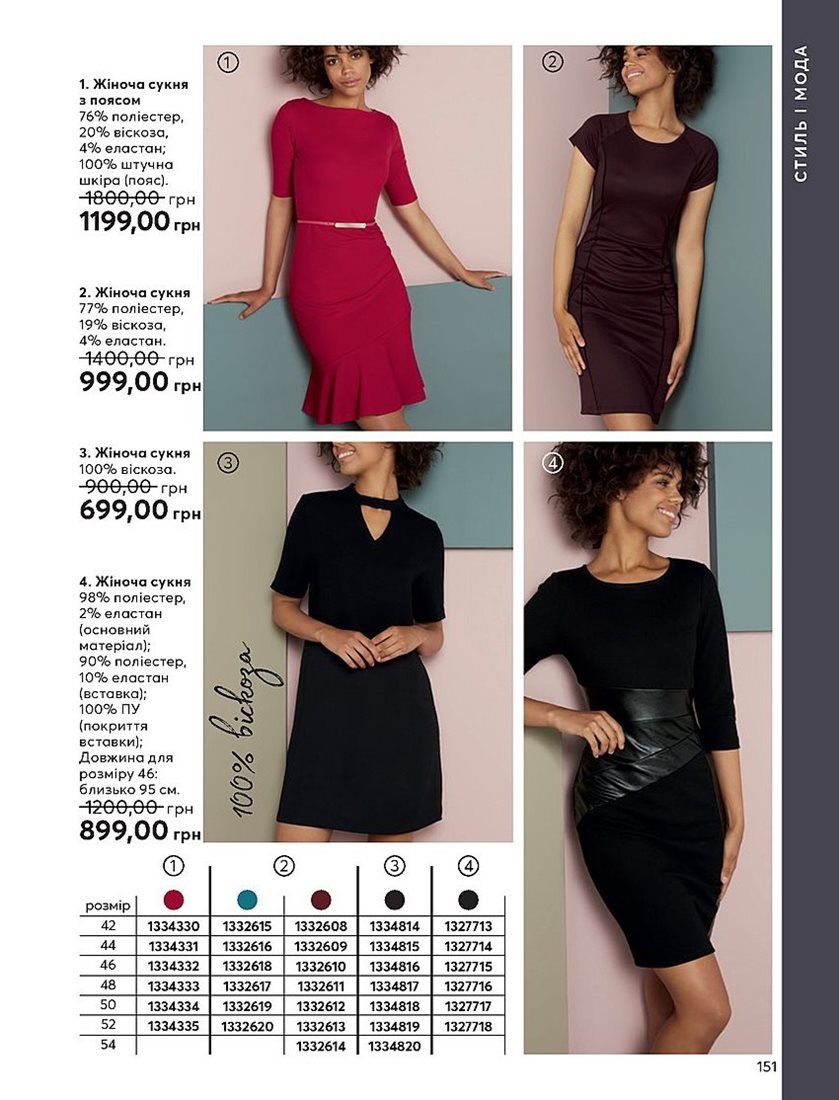 СТИЛЬ | МОДА
1
2
1. Жіноча сукня
з поясом
76% поліестер,
20% віскоза,
4% еластан;
100% штучна
шкіра (пояс).
1800,00 грн
1199,00 грн
2. Жіноча сукня
77% поліестер,
19% віскоза,
4% еластан.
1400,00 грн
999,00 грн
3
4
3. Жіноча сукня
100% віскоза.
900,00 грн
699,00 грн
4. Жіноча сукня
98% поліестер,
2% еластан
(основний
матеріал);
90% поліестер,
10% еластан
(вставка);
100% ПУ
(покриття
вставки);
Довжина для
розміру 46:
близько 95 см.
1200,00 грн
899,00 грн
100% віскоза
1 2 3 4
розмір
42 1334330 1332615 1332608 1334814 1327713
44 1334331 1332616 1332609 1334815 1327714
46 1334332 1332618 1332610 1334816 1327715
48 1334333 1332617 1332611 1334817 1327716
50 1334334 1332619 1332612 1334818 1327717
52 1334335 1332620 1332613 1334819 1327718
54 1332614 1334820
151